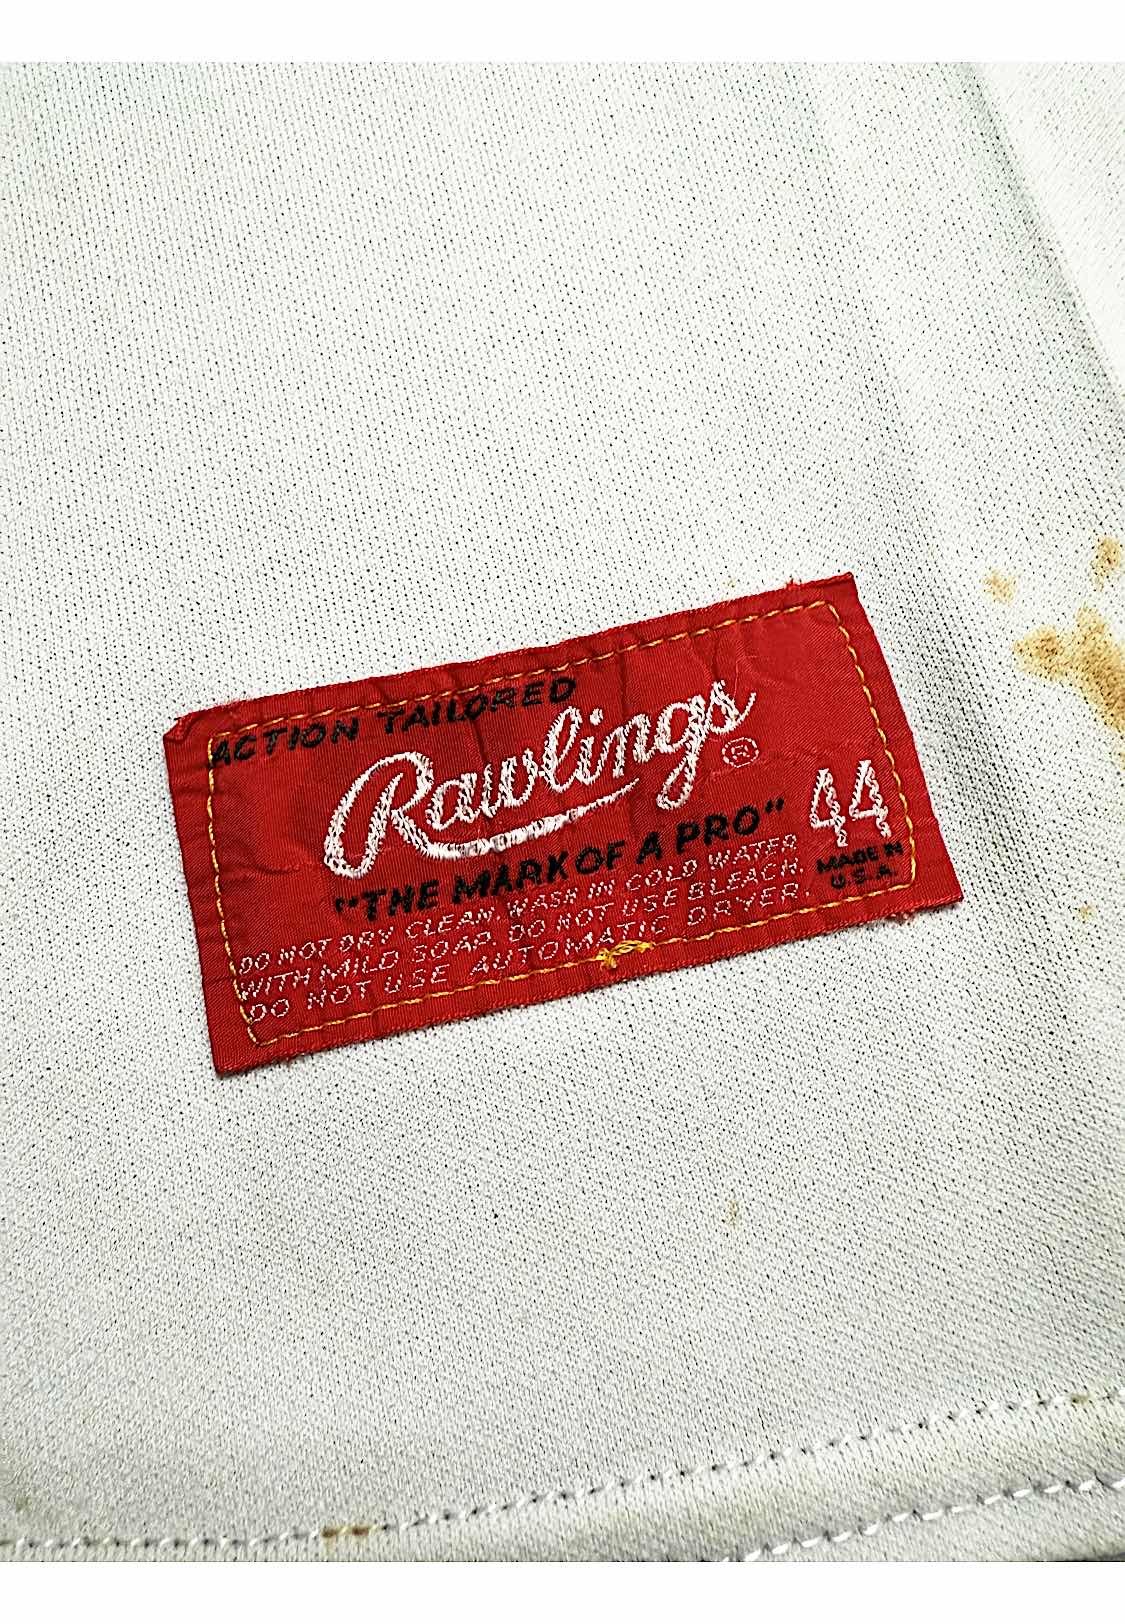 ACTION TAILORED
Rawlings ®
"THE MARK OF A PRO"
44
MADE IN
U.S.A.
DO NOT DRY CLEAN. WASH IN COLD WATER
WITH MILD SOAP. DO NOT USE BLEACH.
DO NOT USE AUTOMATIC DRYER.